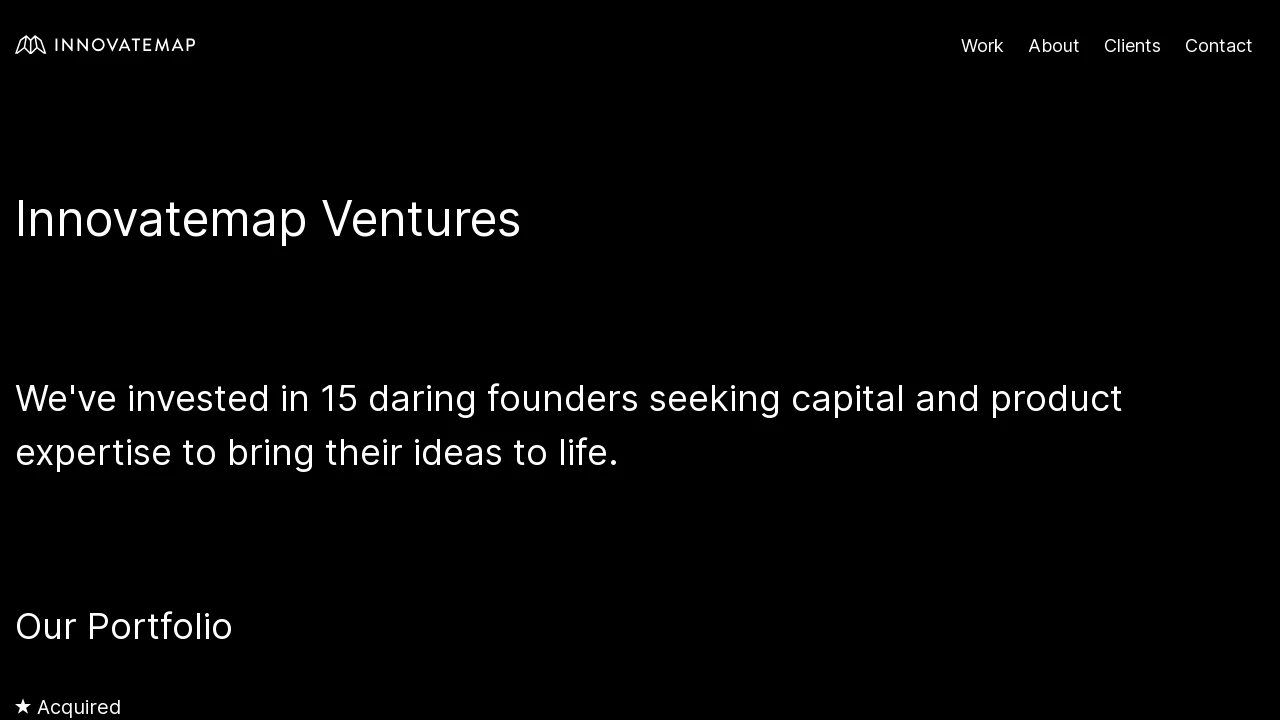 INNOVATEMAP
Work
About
Clients
Contact
Innovatemap Ventures
We've invested in 15 daring founders seeking capital and product
expertise to bring their ideas to life.
Our Portfolio
★ Acquired